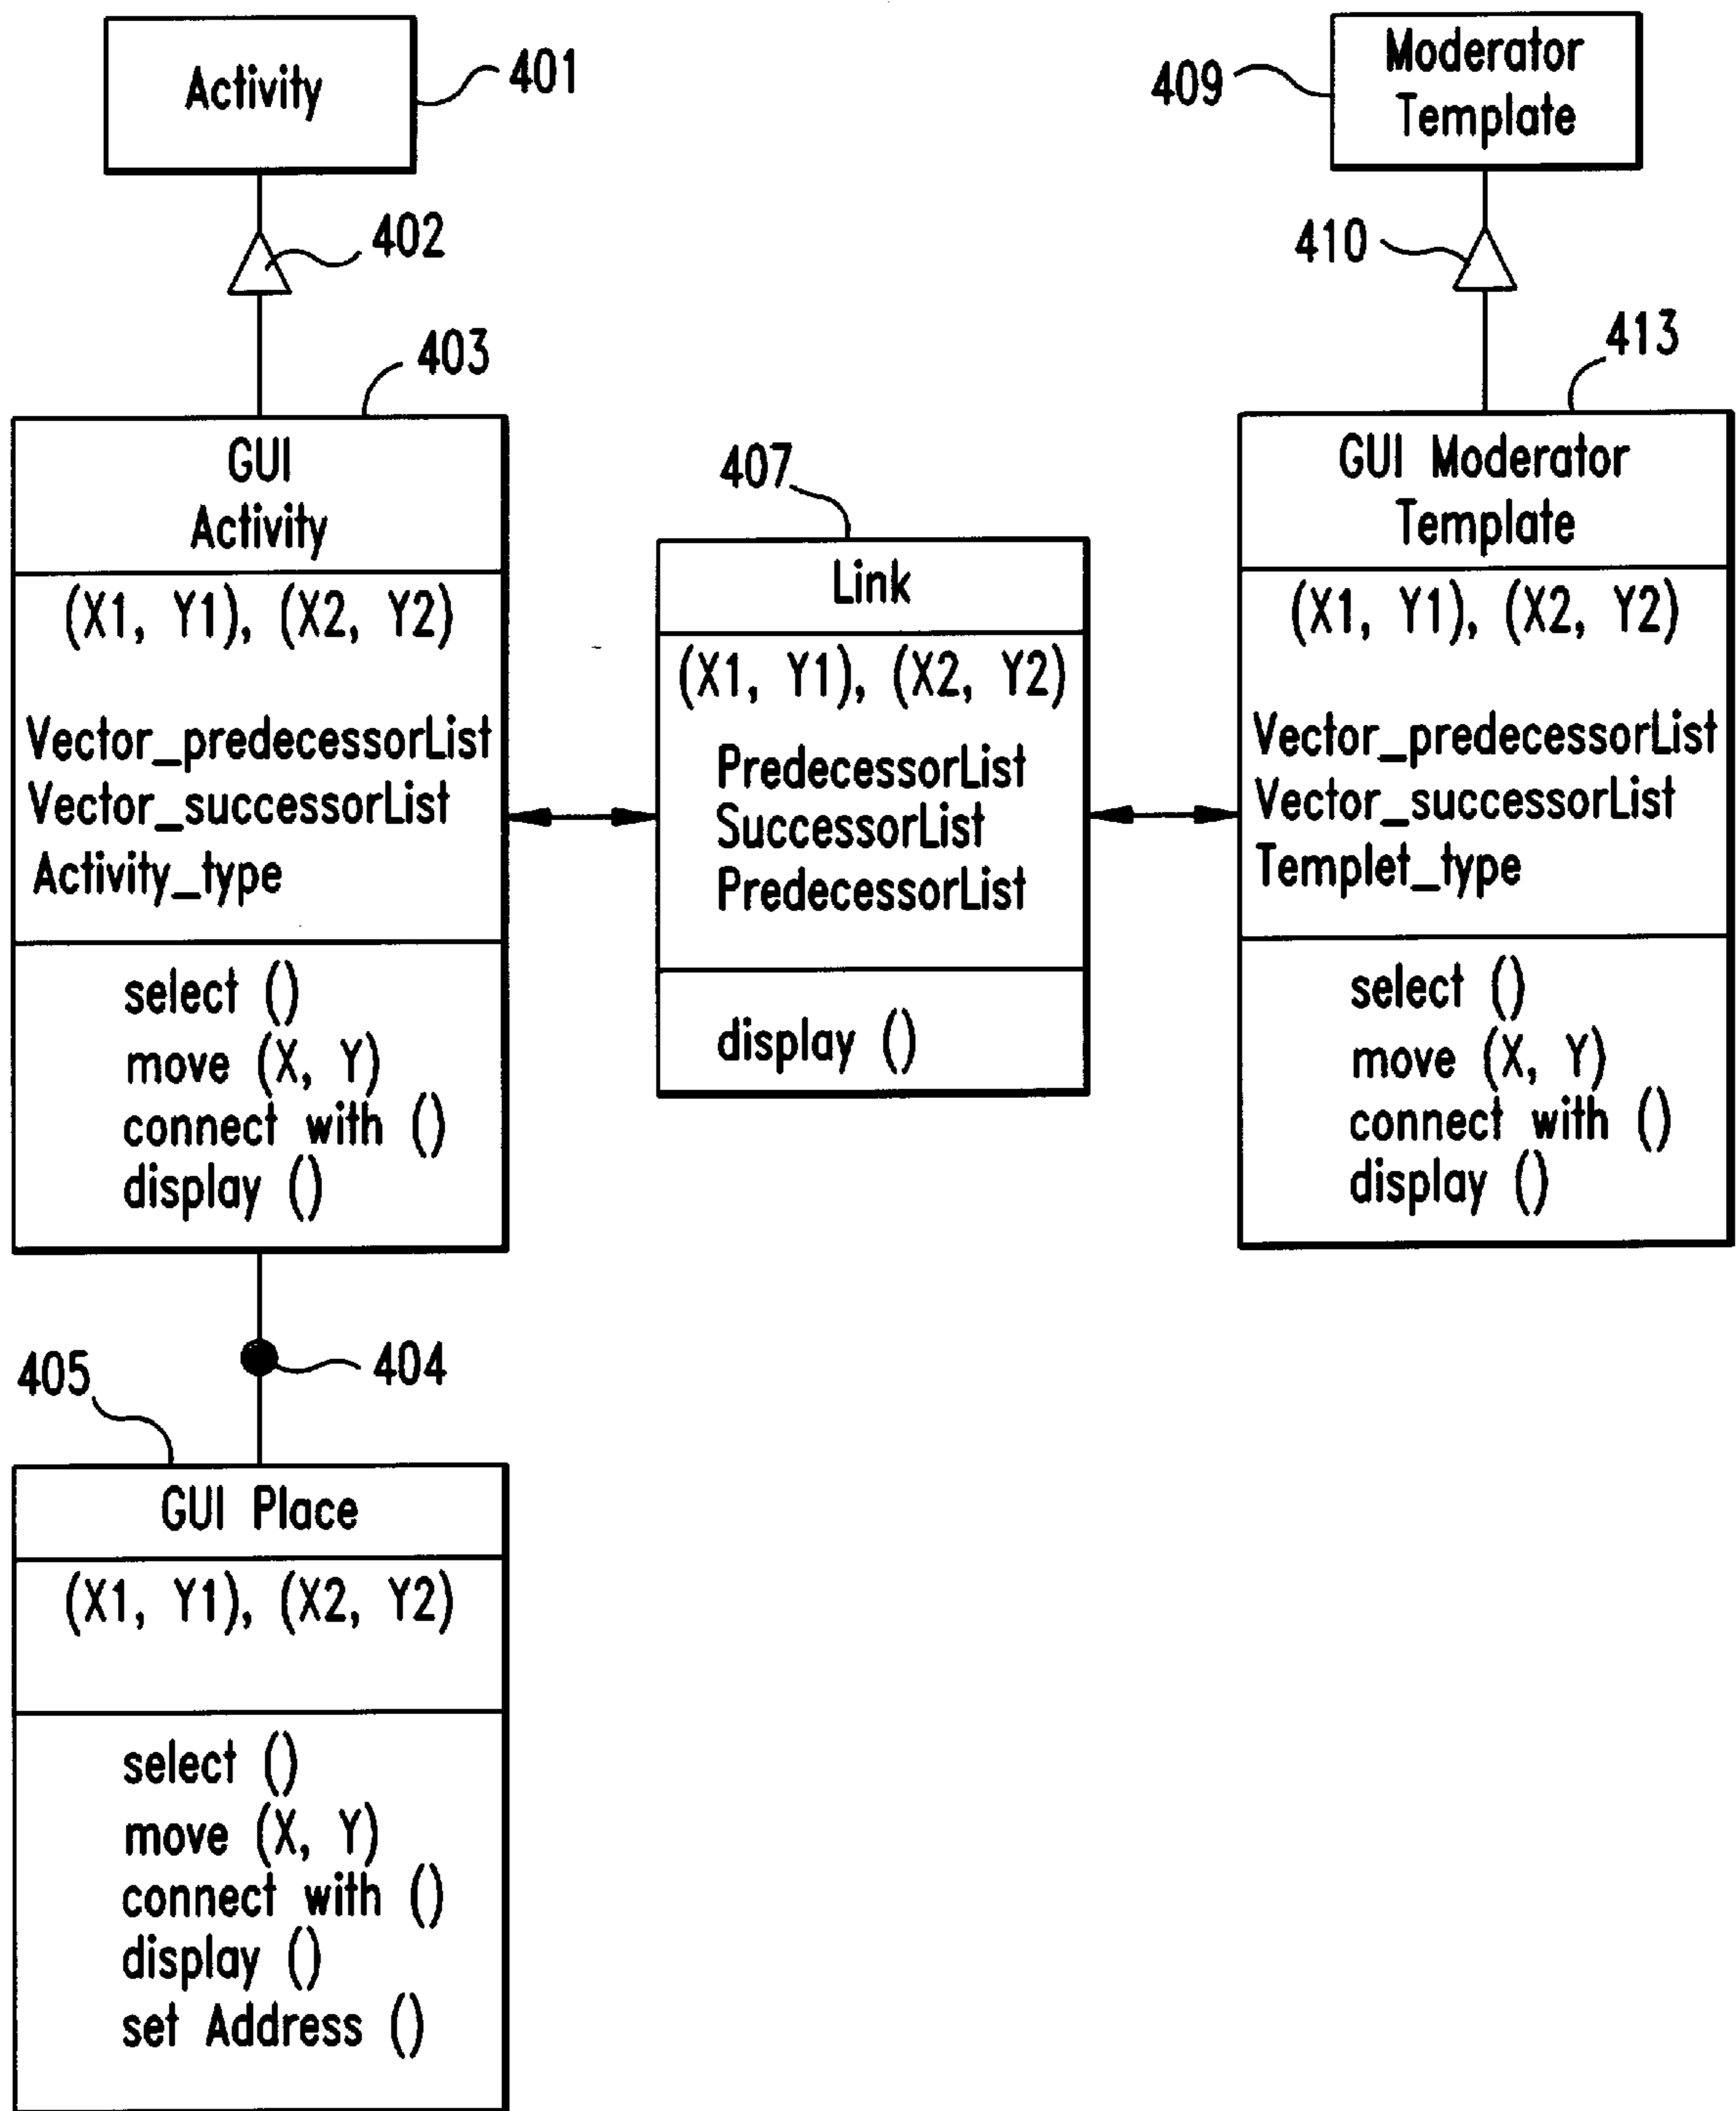 Activity
401
402
403
GUI
Activity
(X1, Y1), (X2, Y2)
Vector_predecessorList
Vector_successorList
Activity_type
select ()
move (X, Y)
connect with ()
display ()
404
405
GUI Place
(X1, Y1), (X2, Y2)
select ()
move (X, Y)
connect with ()
display ()
set Address ()
407
Link
(X1, Y1), (X2, Y2)
PredecessorList
SuccessorList
PredecessorList
display ()
409
Moderator
Template
410
413
GUI Moderator
Template
(X1, Y1), (X2, Y2)
Vector_predecessorList
Vector_successorList
Templet_type
select ()
move (X, Y)
connect with ()
display ()